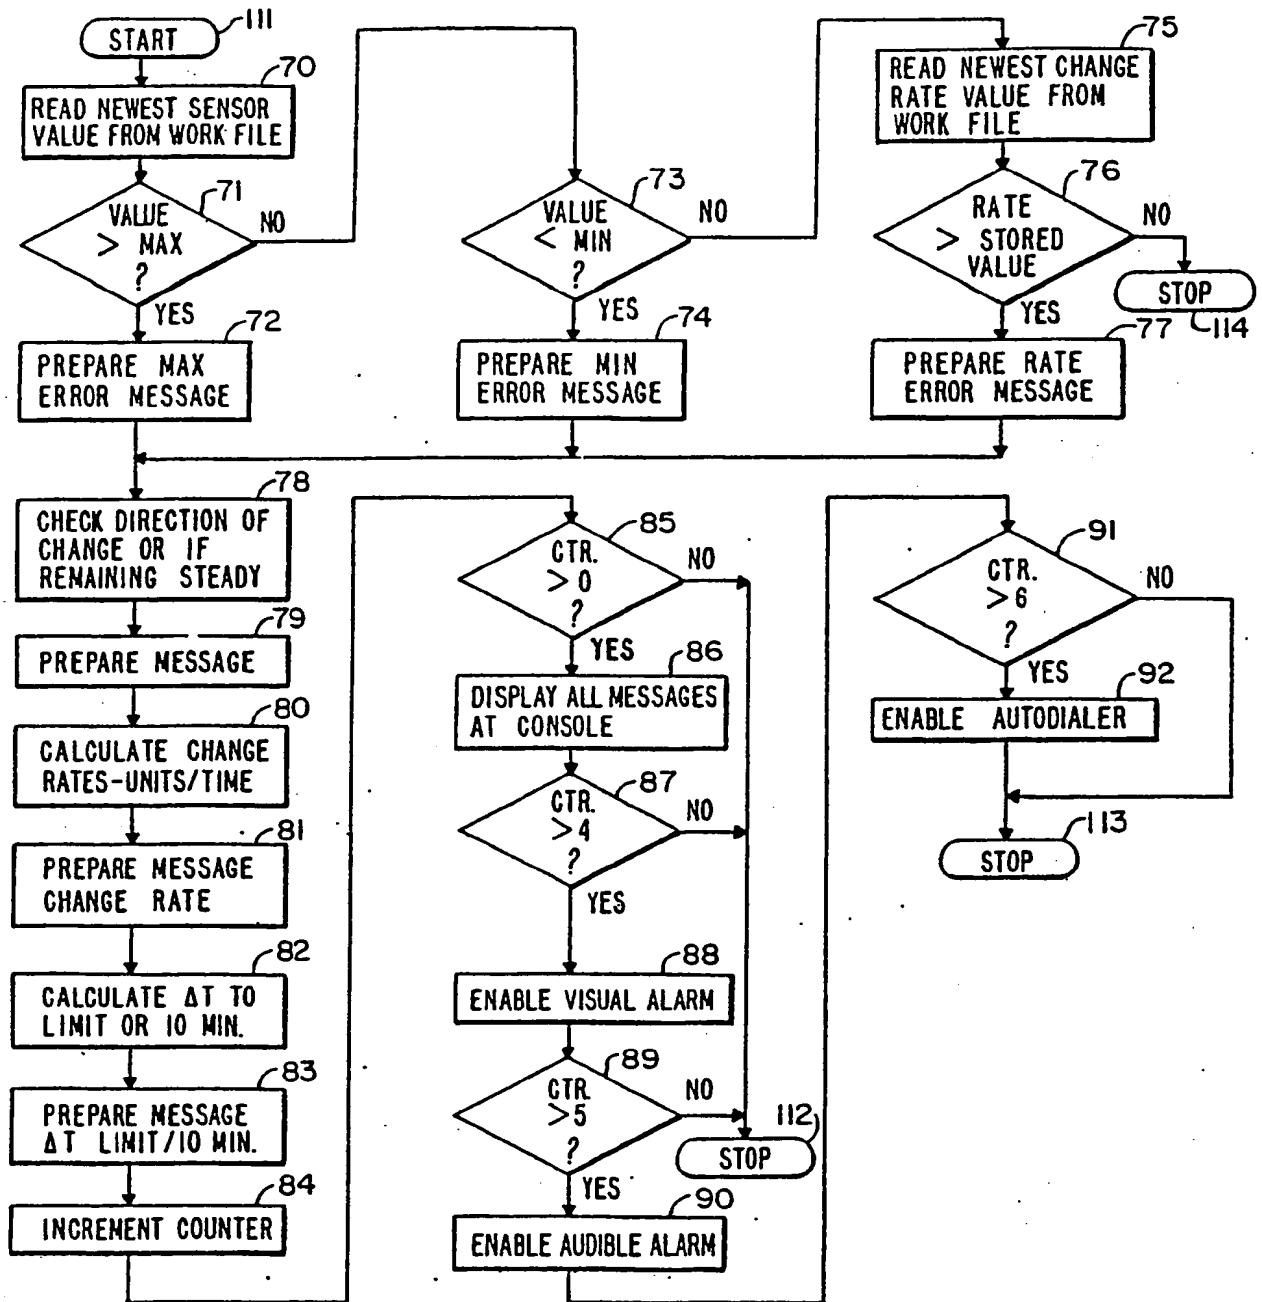 START
111
70
READ NEWEST SENSOR
VALUE FROM WORK FILE
71
VALUE
> MAX
?
NO
YES
72
PREPARE MAX
ERROR MESSAGE
73
VALUE
< MIN
?
NO
YES
74
PREPARE MIN
ERROR MESSAGE
75
READ NEWEST CHANGE
RATE VALUE FROM
WORK FILE
76
RATE
> STORED
VALUE
NO
STOP
114
YES
77
PREPARE RATE
ERROR MESSAGE
78
CHECK DIRECTION OF
CHANGE OR IF
REMAINING STEADY
79
PREPARE MESSAGE
80
CALCULATE CHANGE
RATES-UNITS/TIME
81
PREPARE MESSAGE
CHANGE RATE
82
CALCULATE ΔT TO
LIMIT OR 10 MIN.
83
PREPARE MESSAGE
ΔT LIMIT/10 MIN.
84
INCREMENT COUNTER
85
CTR.
> 0
?
NO
YES
86
DISPLAY ALL MESSAGES
AT CONSOLE
87
CTR.
> 4
?
NO
YES
88
ENABLE VISUAL ALARM
89
CTR
> 5
?
NO
112
STOP
YES
90
ENABLE AUDIBLE ALARM
91
CTR.
> 6
?
NO
YES
92
ENABLE AUTODIALER
113
STOP